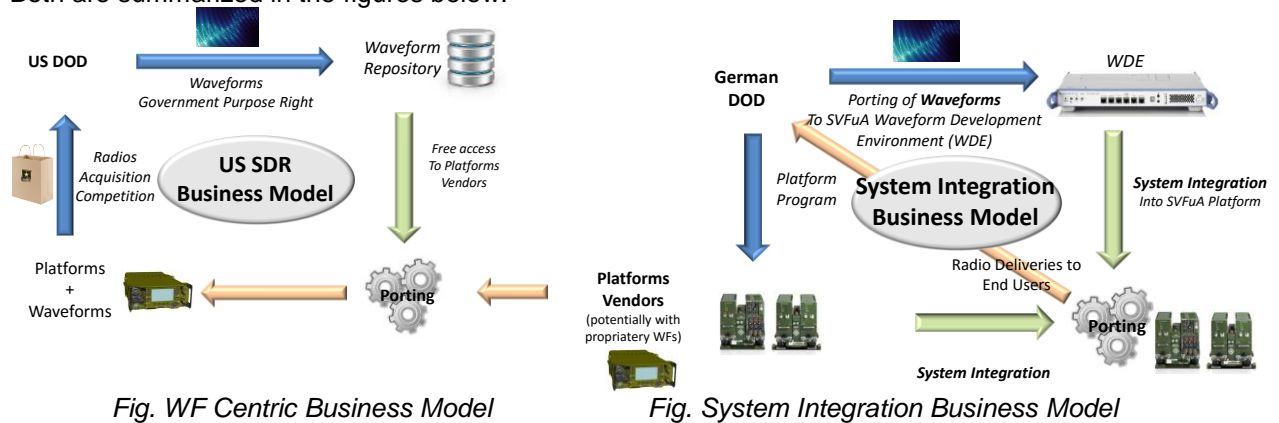 Both are summarized in the figures below:
US DOD
Waveforms
Government Purpose Right
Waveform
Repository
Radios
Acquisition
Competition
US SDR
Business Model
Free access
To Platforms
Vendors
Platforms
+
Waveforms
Porting
Platforms
Vendors
(potentially with
propriatery WFs)
Fig. WF Centric Business Model
German
DOD
Porting of Waveforms
To SVFuA Waveform Development
Environment (WDE)
WDE
Platform
Program
System Integration
Business Model
System Integration
Into SVFuA Platform
Radio Deliveries to
End Users
Porting
System Integration
Fig. System Integration Business Model